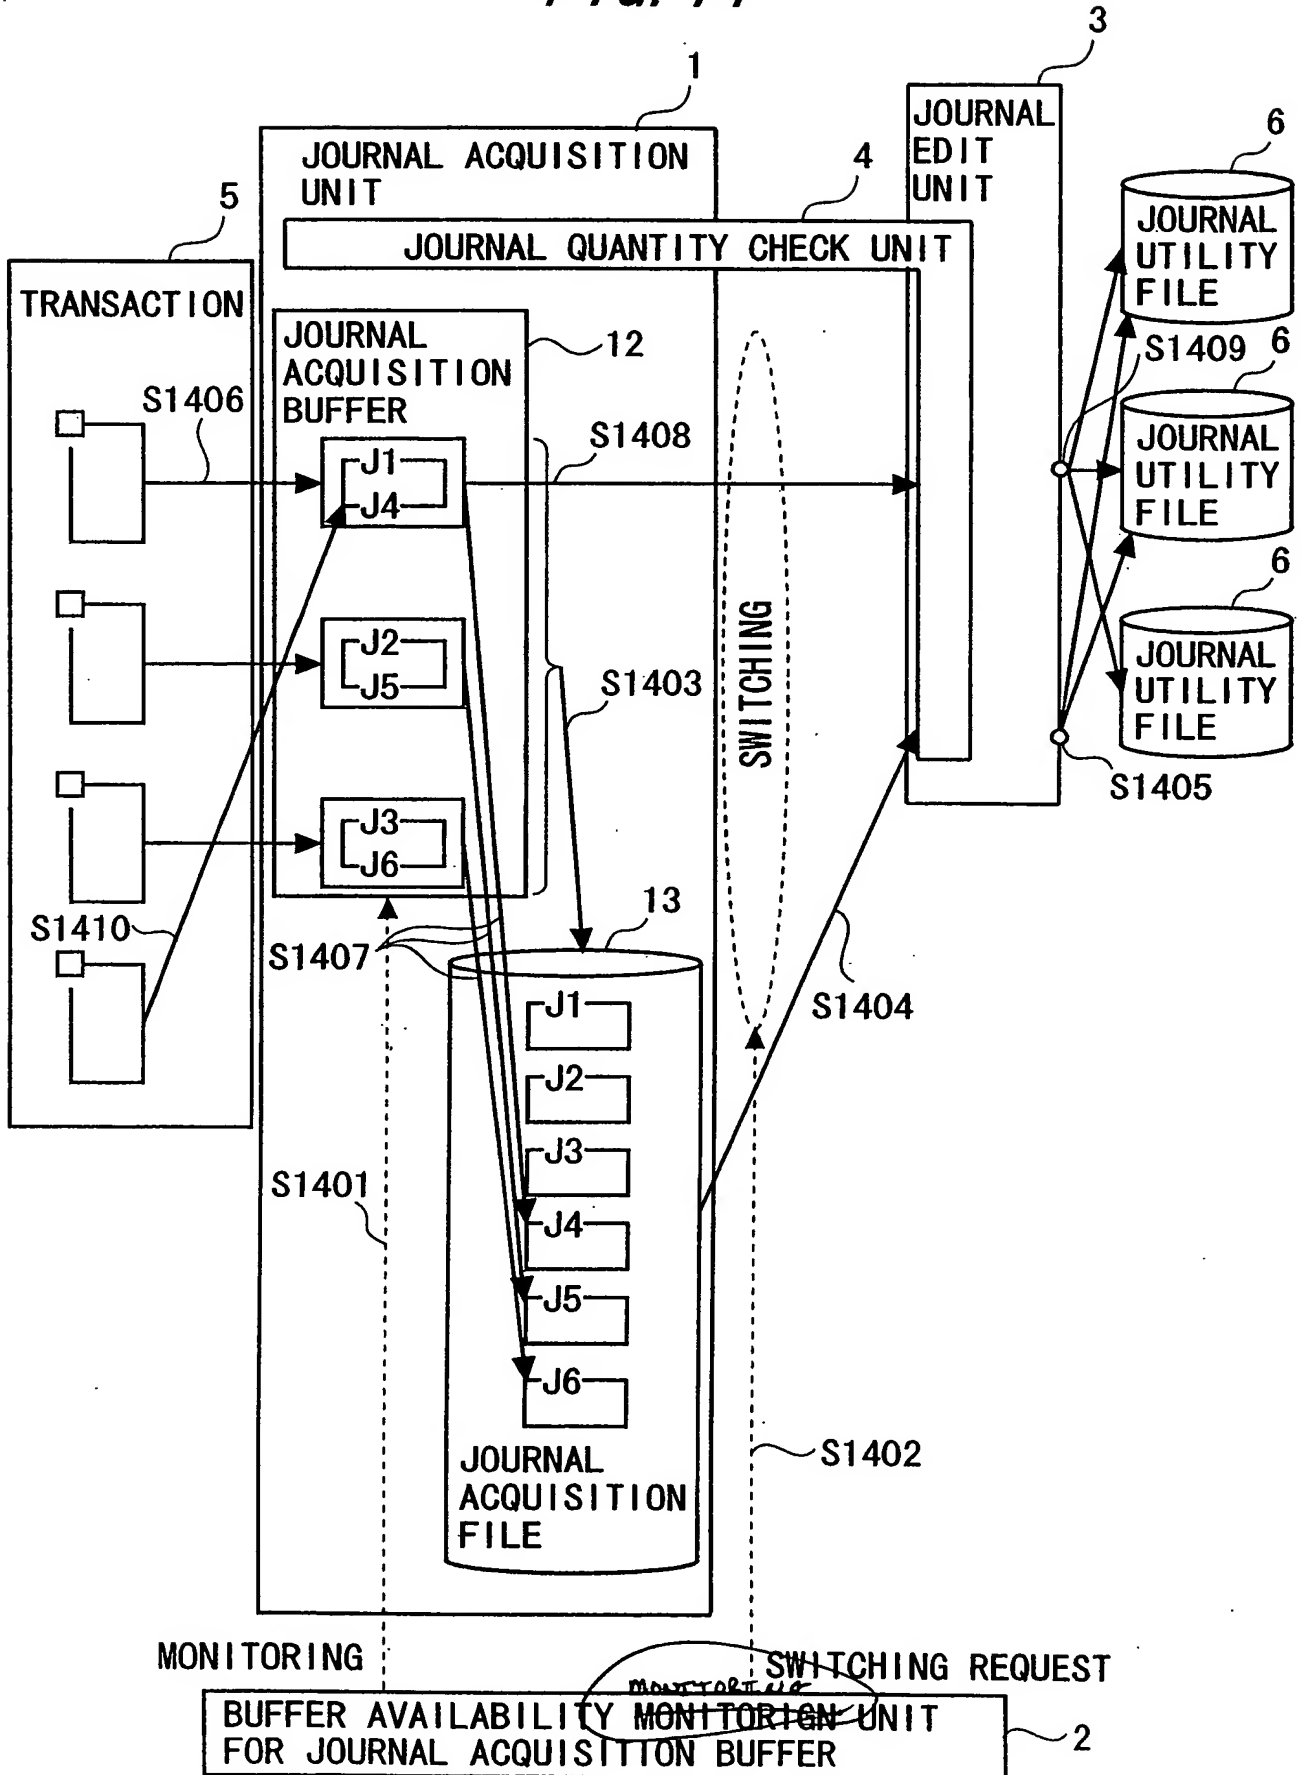 3
1
JOURNAL ACQUISITION
UNIT
JOURNAL
EDIT
UNIT
6
JOURNAL
UTILITY
FILE
4
5
JOURNAL QUANTITY CHECK UNIT
TRANSACTION
JOURNAL
ACQUISITION
BUFFER
12
S1409
6
JOURNAL
UTILITY
FILE
S1406
S1408
J1
J4
6
JOURNAL
UTILITY
FILE
J2
J5
SWITCHING
S1403
S1405
J3
J6
S1410
S1407
13
S1404
J1
J2
J3
S1401
J4
J5
J6
S1402
JOURNAL
ACQUISITION
FILE
MONITORING
SWITCHING REQUEST
MONITORING
BUFFER AVAILABILITY MONITORIGN UNIT
FOR JOURNAL ACQUISITION BUFFER
2